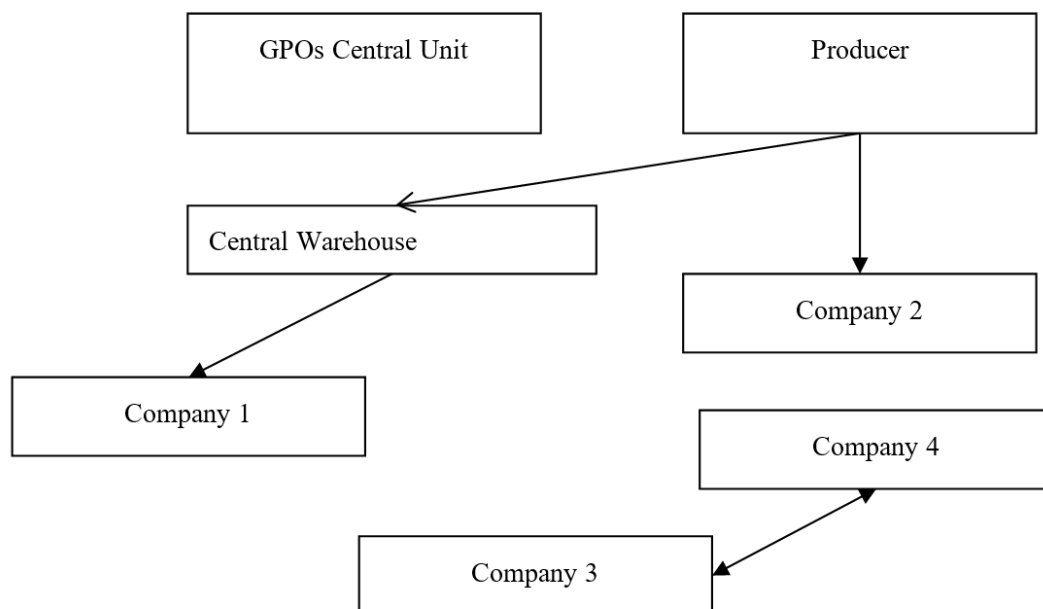 GPOs Central Unit
Producer
Central Warehouse
Company 2
Company 1
Company 4
Company 3